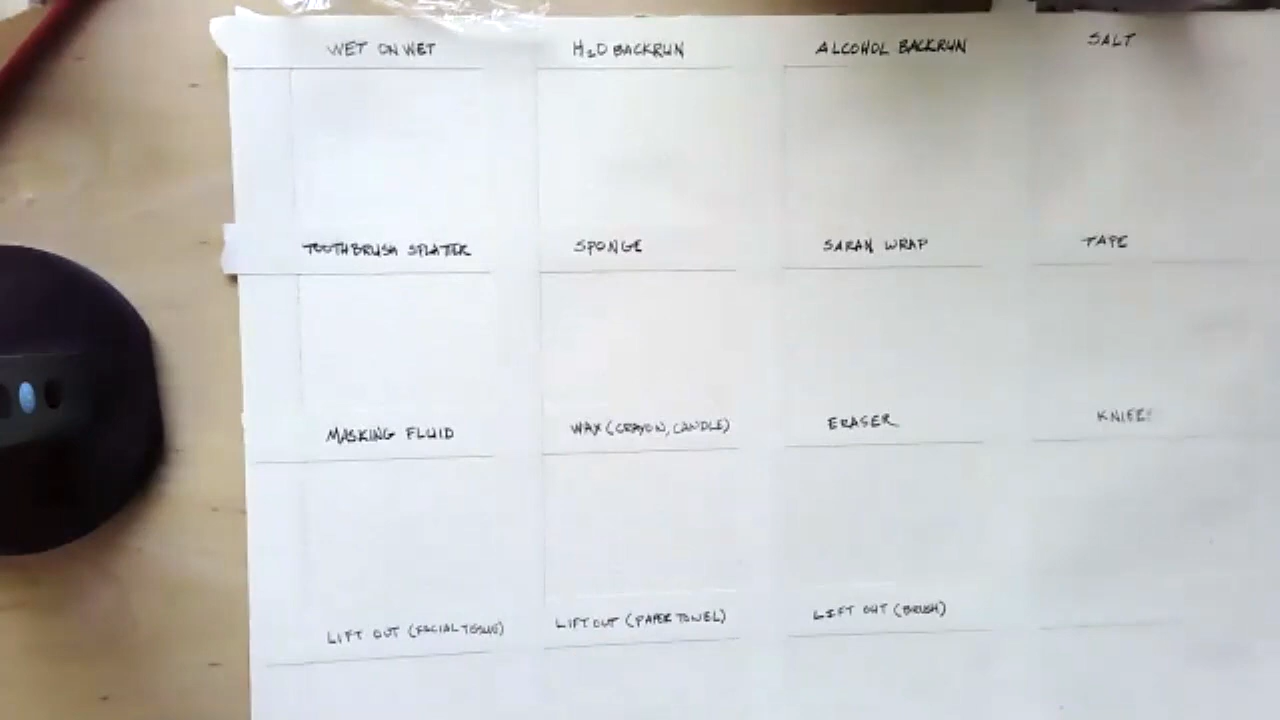 WET ON WET
H2O BACKRUN
ALCOHOL BACKRUN
SALT
TOOTHBRUSH SPLATTER
SPONGE
SARAN WRAP
TAPE
MASKING FLUID
WAX (CRAYON, CANDLE)
ERASER
KNIFE
LIFT OUT (FACIAL TISSUE)
LIFT OUT (PAPER TOWEL)
LIFT OUT (BRUSH)